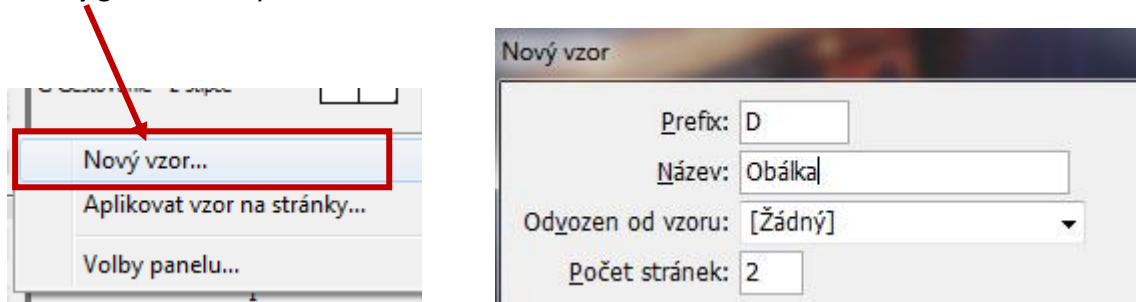 Nový vzor...
Aplikovat vzor na stránky...
Volby panelu...
Nový vzor
Prefix: D
Název: Obálka
Odvozen od vzoru: [Žádný]
Počet stránek: 2